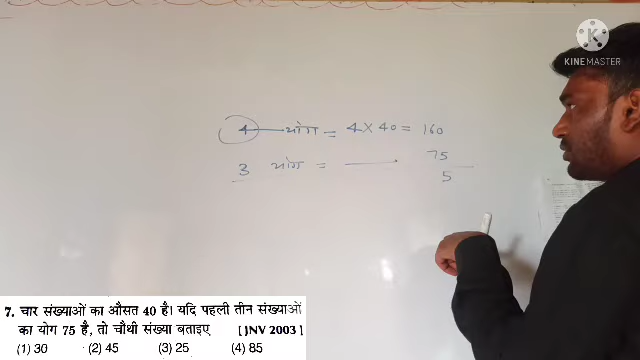 KINEMASTER
4 योग = 4 X 40 = 160
3 योग = 75
5
7. चार संख्याओं का औसत 40 है। यदि पहली तीन संख्याओं
का योग 75 है, तो चौथी संख्या बताइए [JNV 2003]
(1) 30 (2) 45 (3) 25 (4) 85